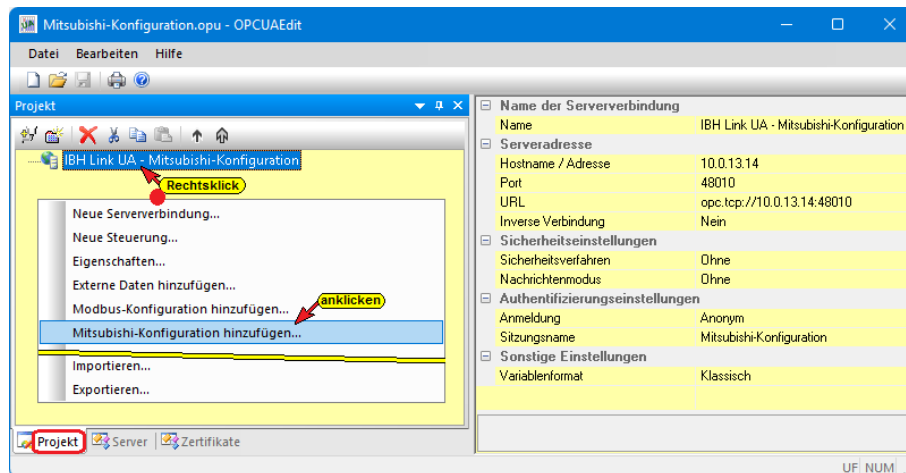 Mitsubishi-Konfiguration.opu - OPCUAEdit
Datei Bearbeiten Hilfe
Projekt
IBH Link UA - Mitsubishi-Konfiguration
Rechtsklick
Neue Serververbindung...
Neue Steuerung...
Eigenschaften...
Externe Daten hinzufügen...
Modbus-Konfiguration hinzufügen...
anklicken
Mitsubishi-Konfiguration hinzufügen...
Importieren...
Exportieren...
Projekt Server Zertifikate
Name der Serververbindung
Name IBH Link UA - Mitsubishi-Konfiguration
Serveradresse
Hostname / Adresse 10.0.13.14
Port 48010
URL opc.tcp://10.0.13.14:48010
Inverse Verbindung Nein
Sicherheitseinstellungen
Sicherheitsverfahren Ohne
Nachrichtenmodus Ohne
Authentifizierungseinstellungen
Anmeldung Anonym
Sitzungsname Mitsubishi-Konfiguration
Sonstige Einstellungen
Variablenformat Klassisch
UF NUM